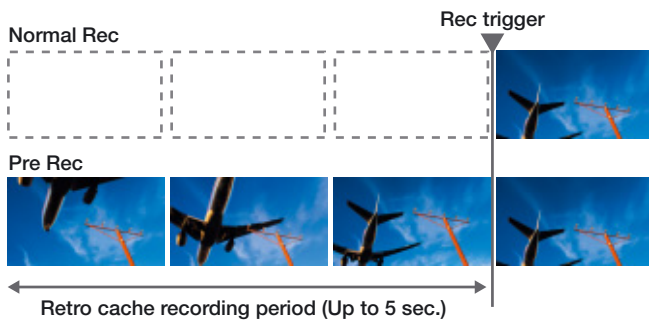 Rec trigger
Normal Rec
Pre Rec
Retro cache recording period (Up to 5 sec.)